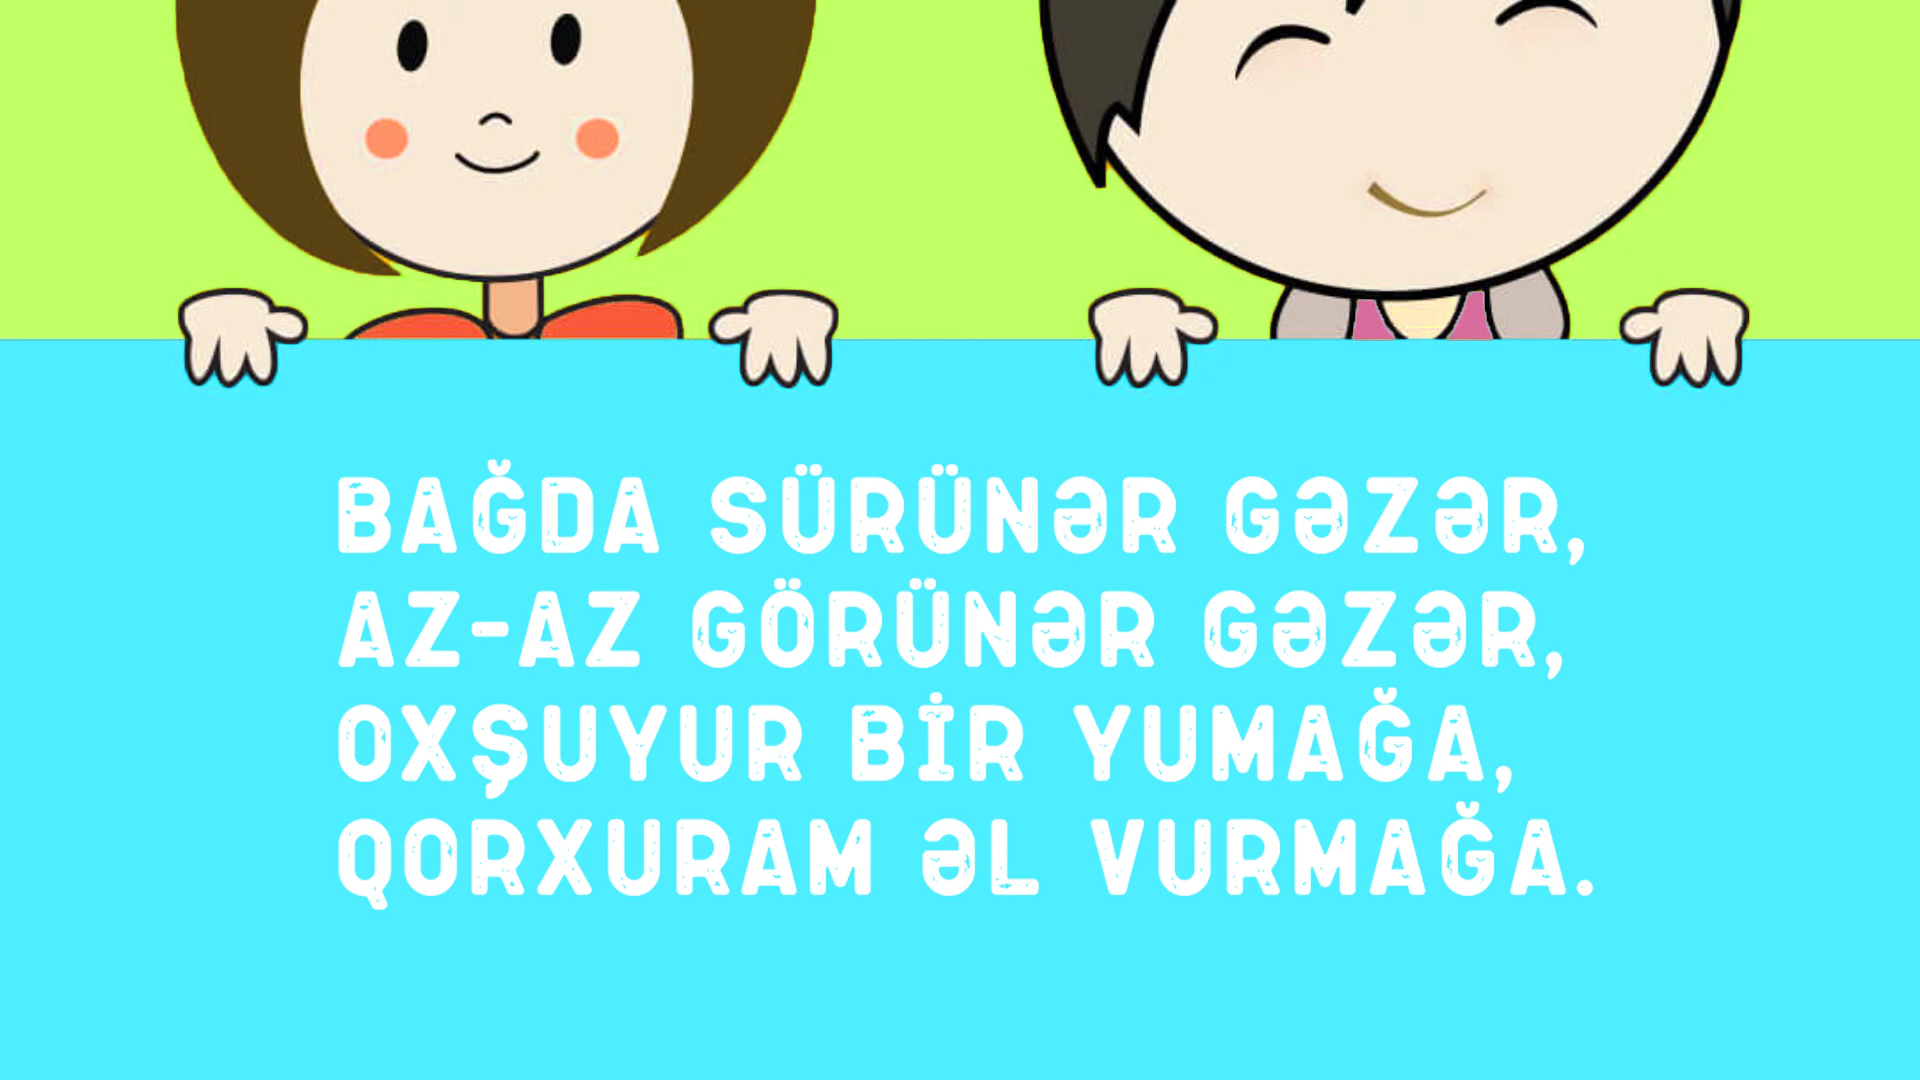 BAĞDA SÜRÜNƏR GƏZƏR,
AZ-AZ GÖRÜNƏR GƏZƏR,
OXŞUYUR BİR YUMAĞA,
QORXURAM ƏL VURMAĞA.